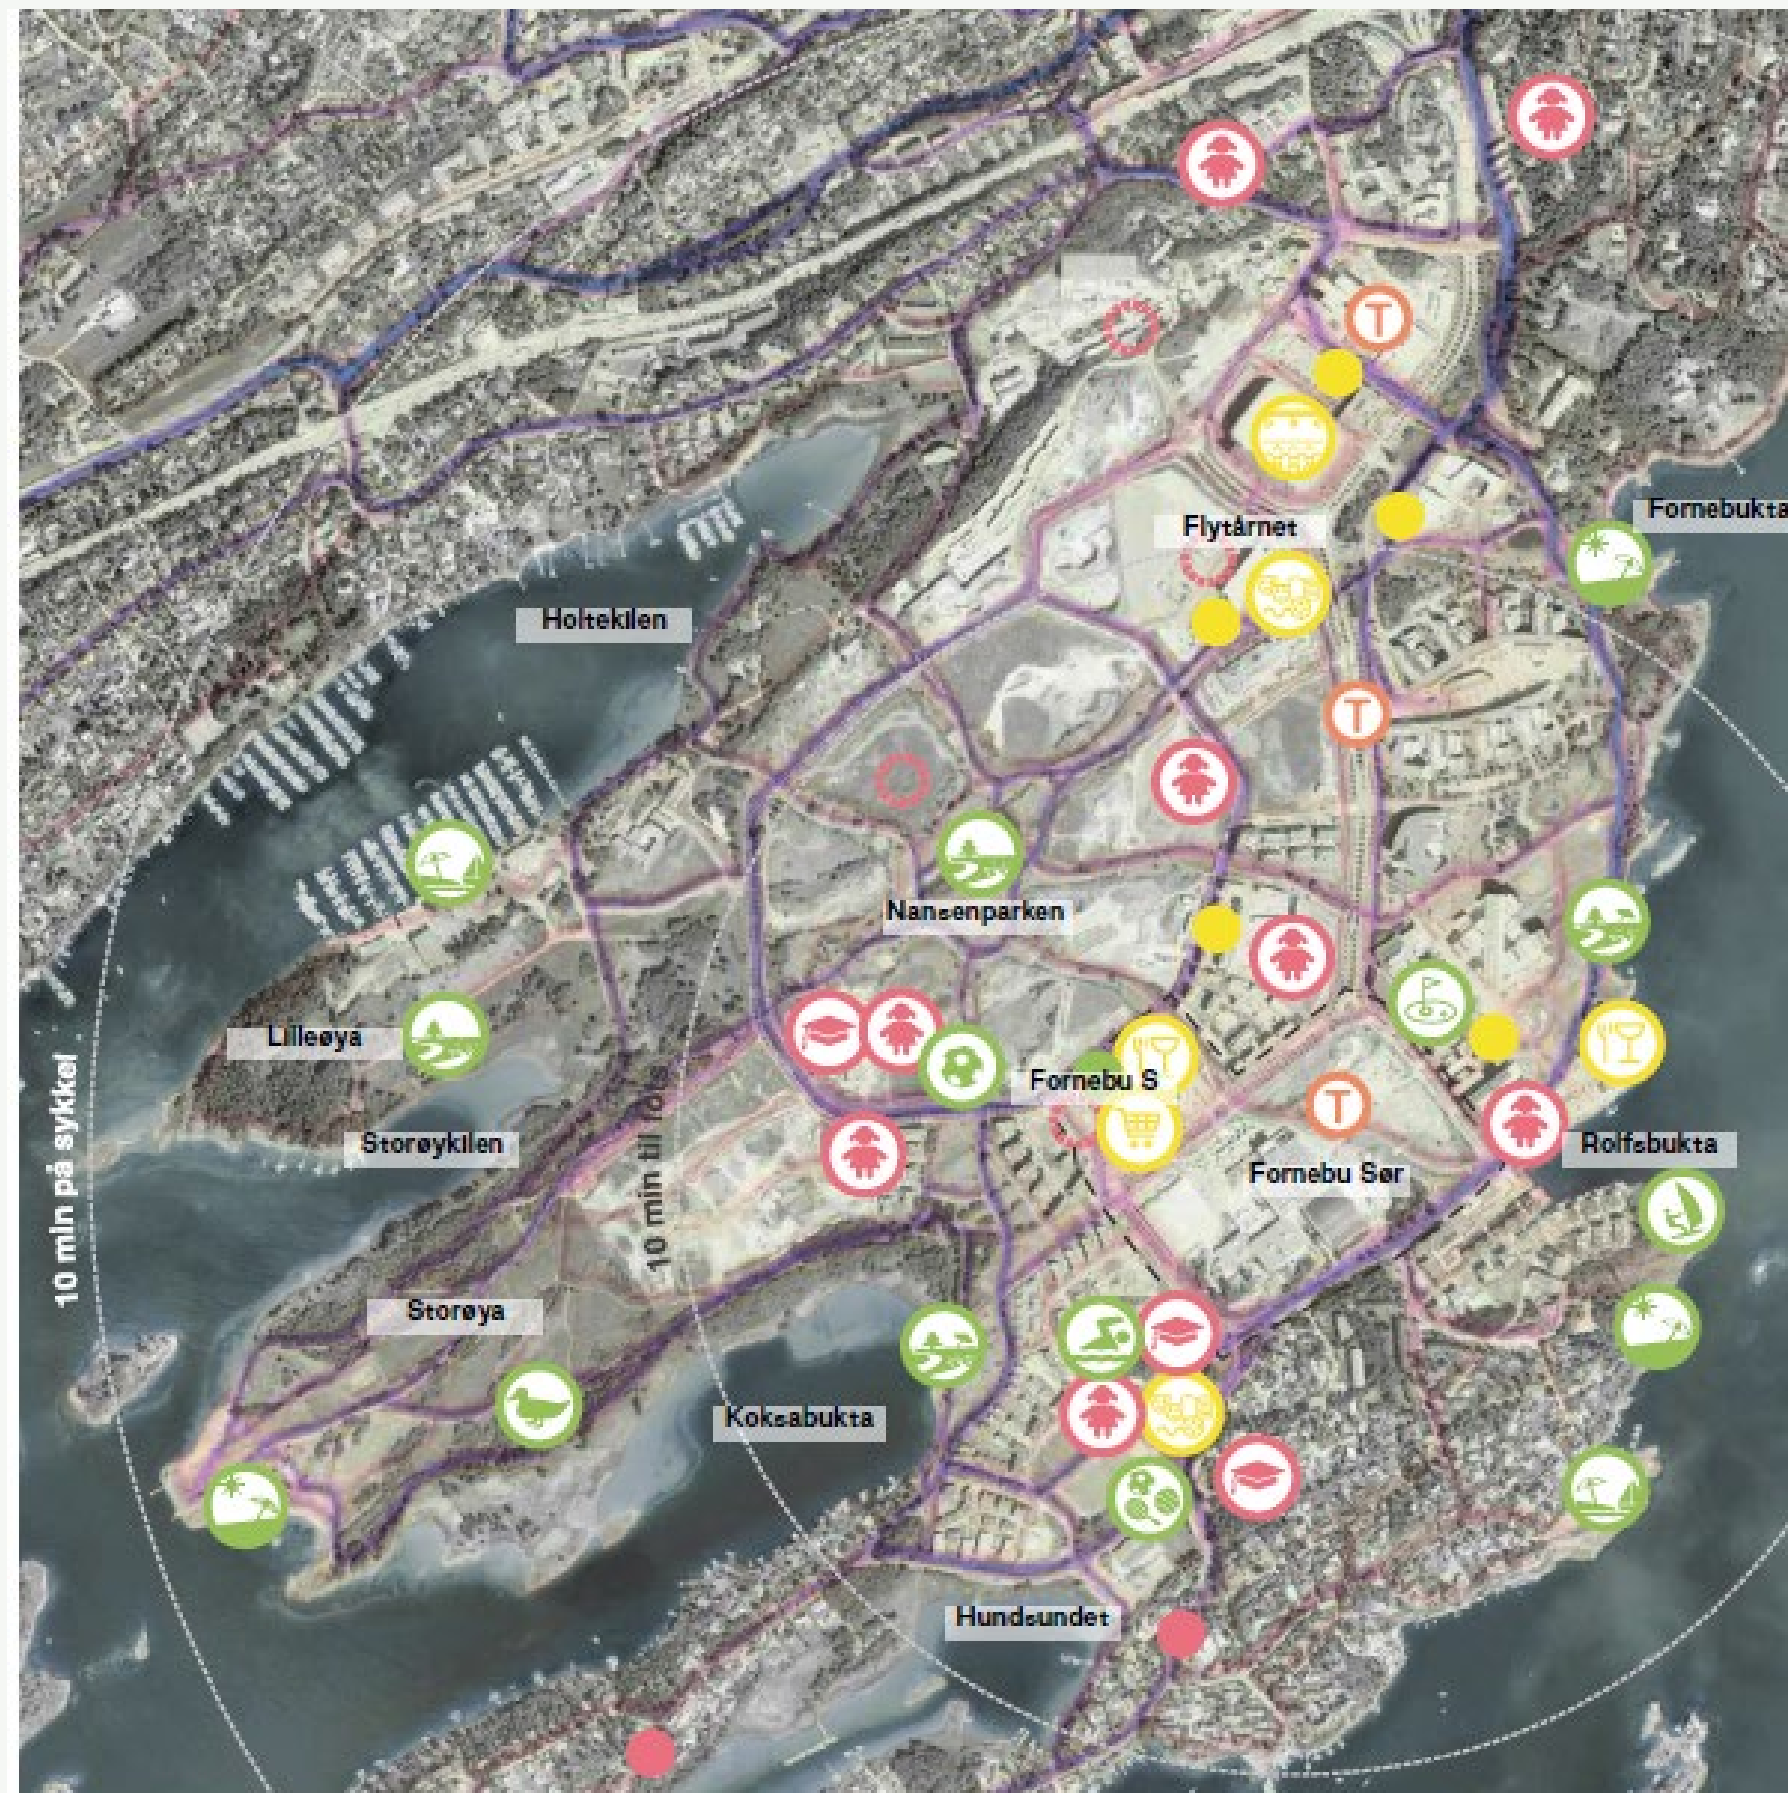 T
Flytårnet
Fornebukta
Holtekilen
T
Nansenparken
Lilleøya
Fornebu S
T
Storøykilen
Rolfsbukta
Fornebu Sør
10 min på sykkel
10 min til fots
Storøya
Koksabukta
Hundsundet